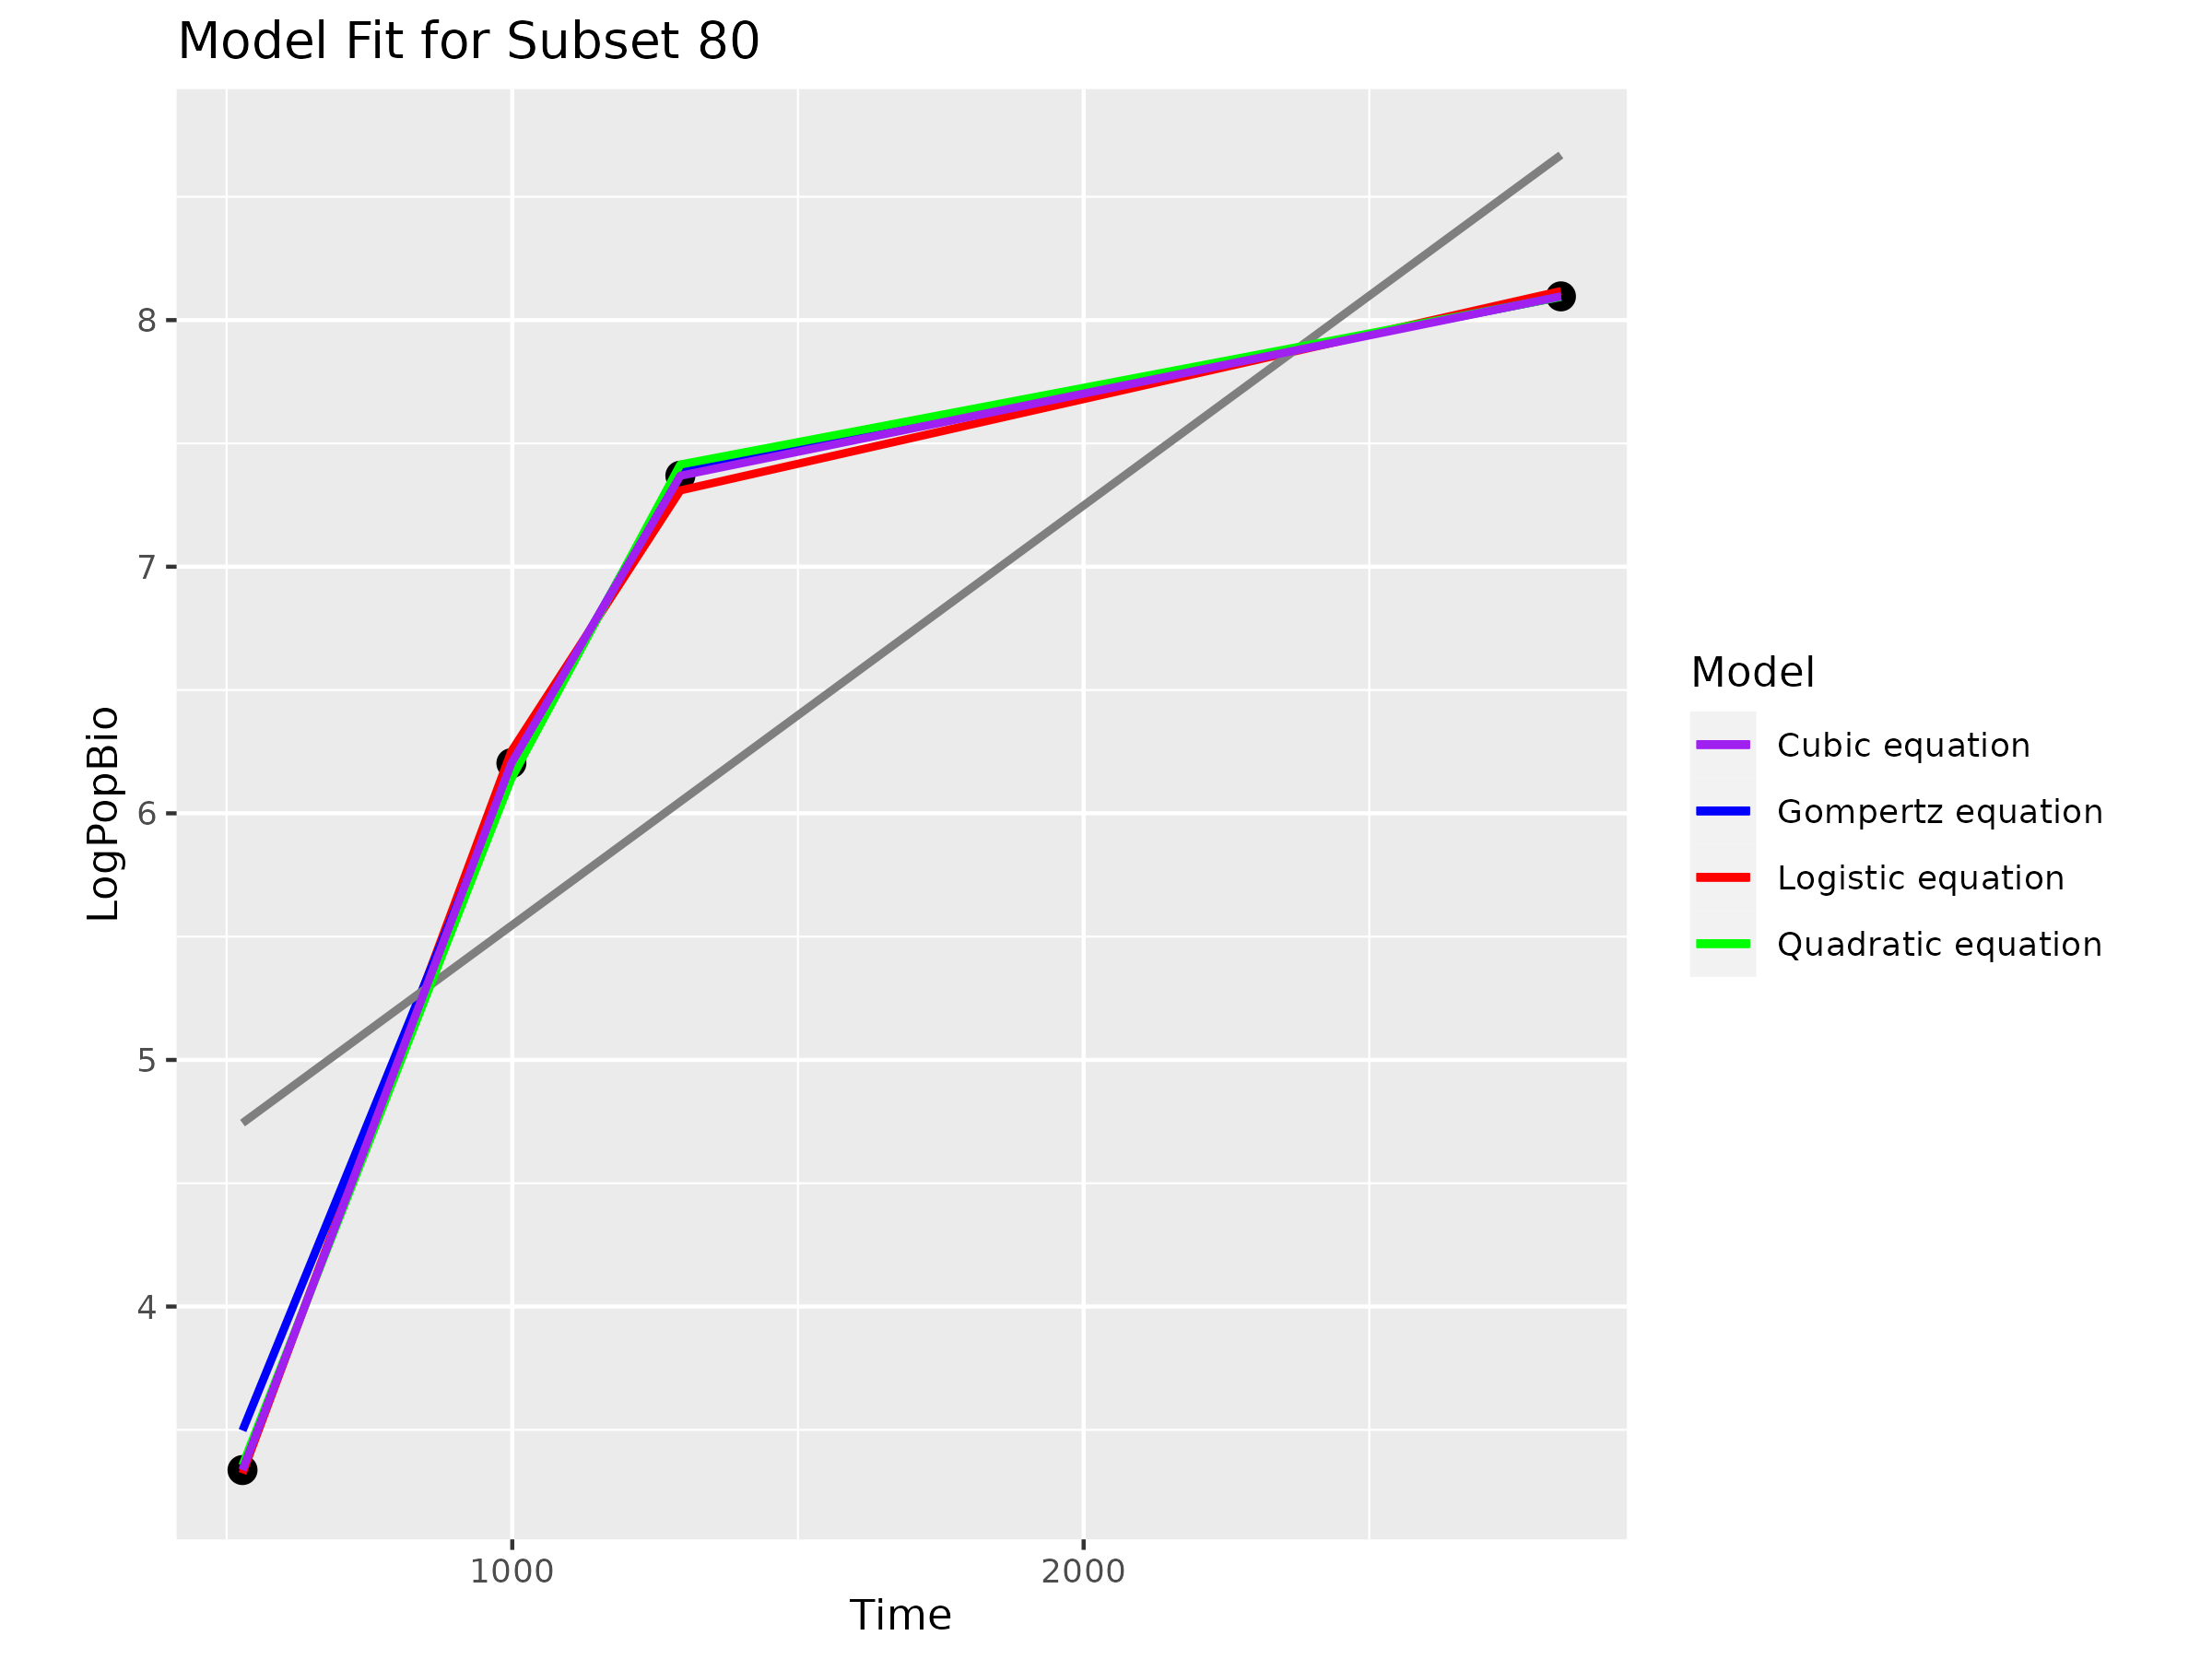 Model Fit for Subset 80
LogPopBio
8
7
6
5
4
1000
2000
Time
Model
Cubic equation
Gompertz equation
Logistic equation
Quadratic equation